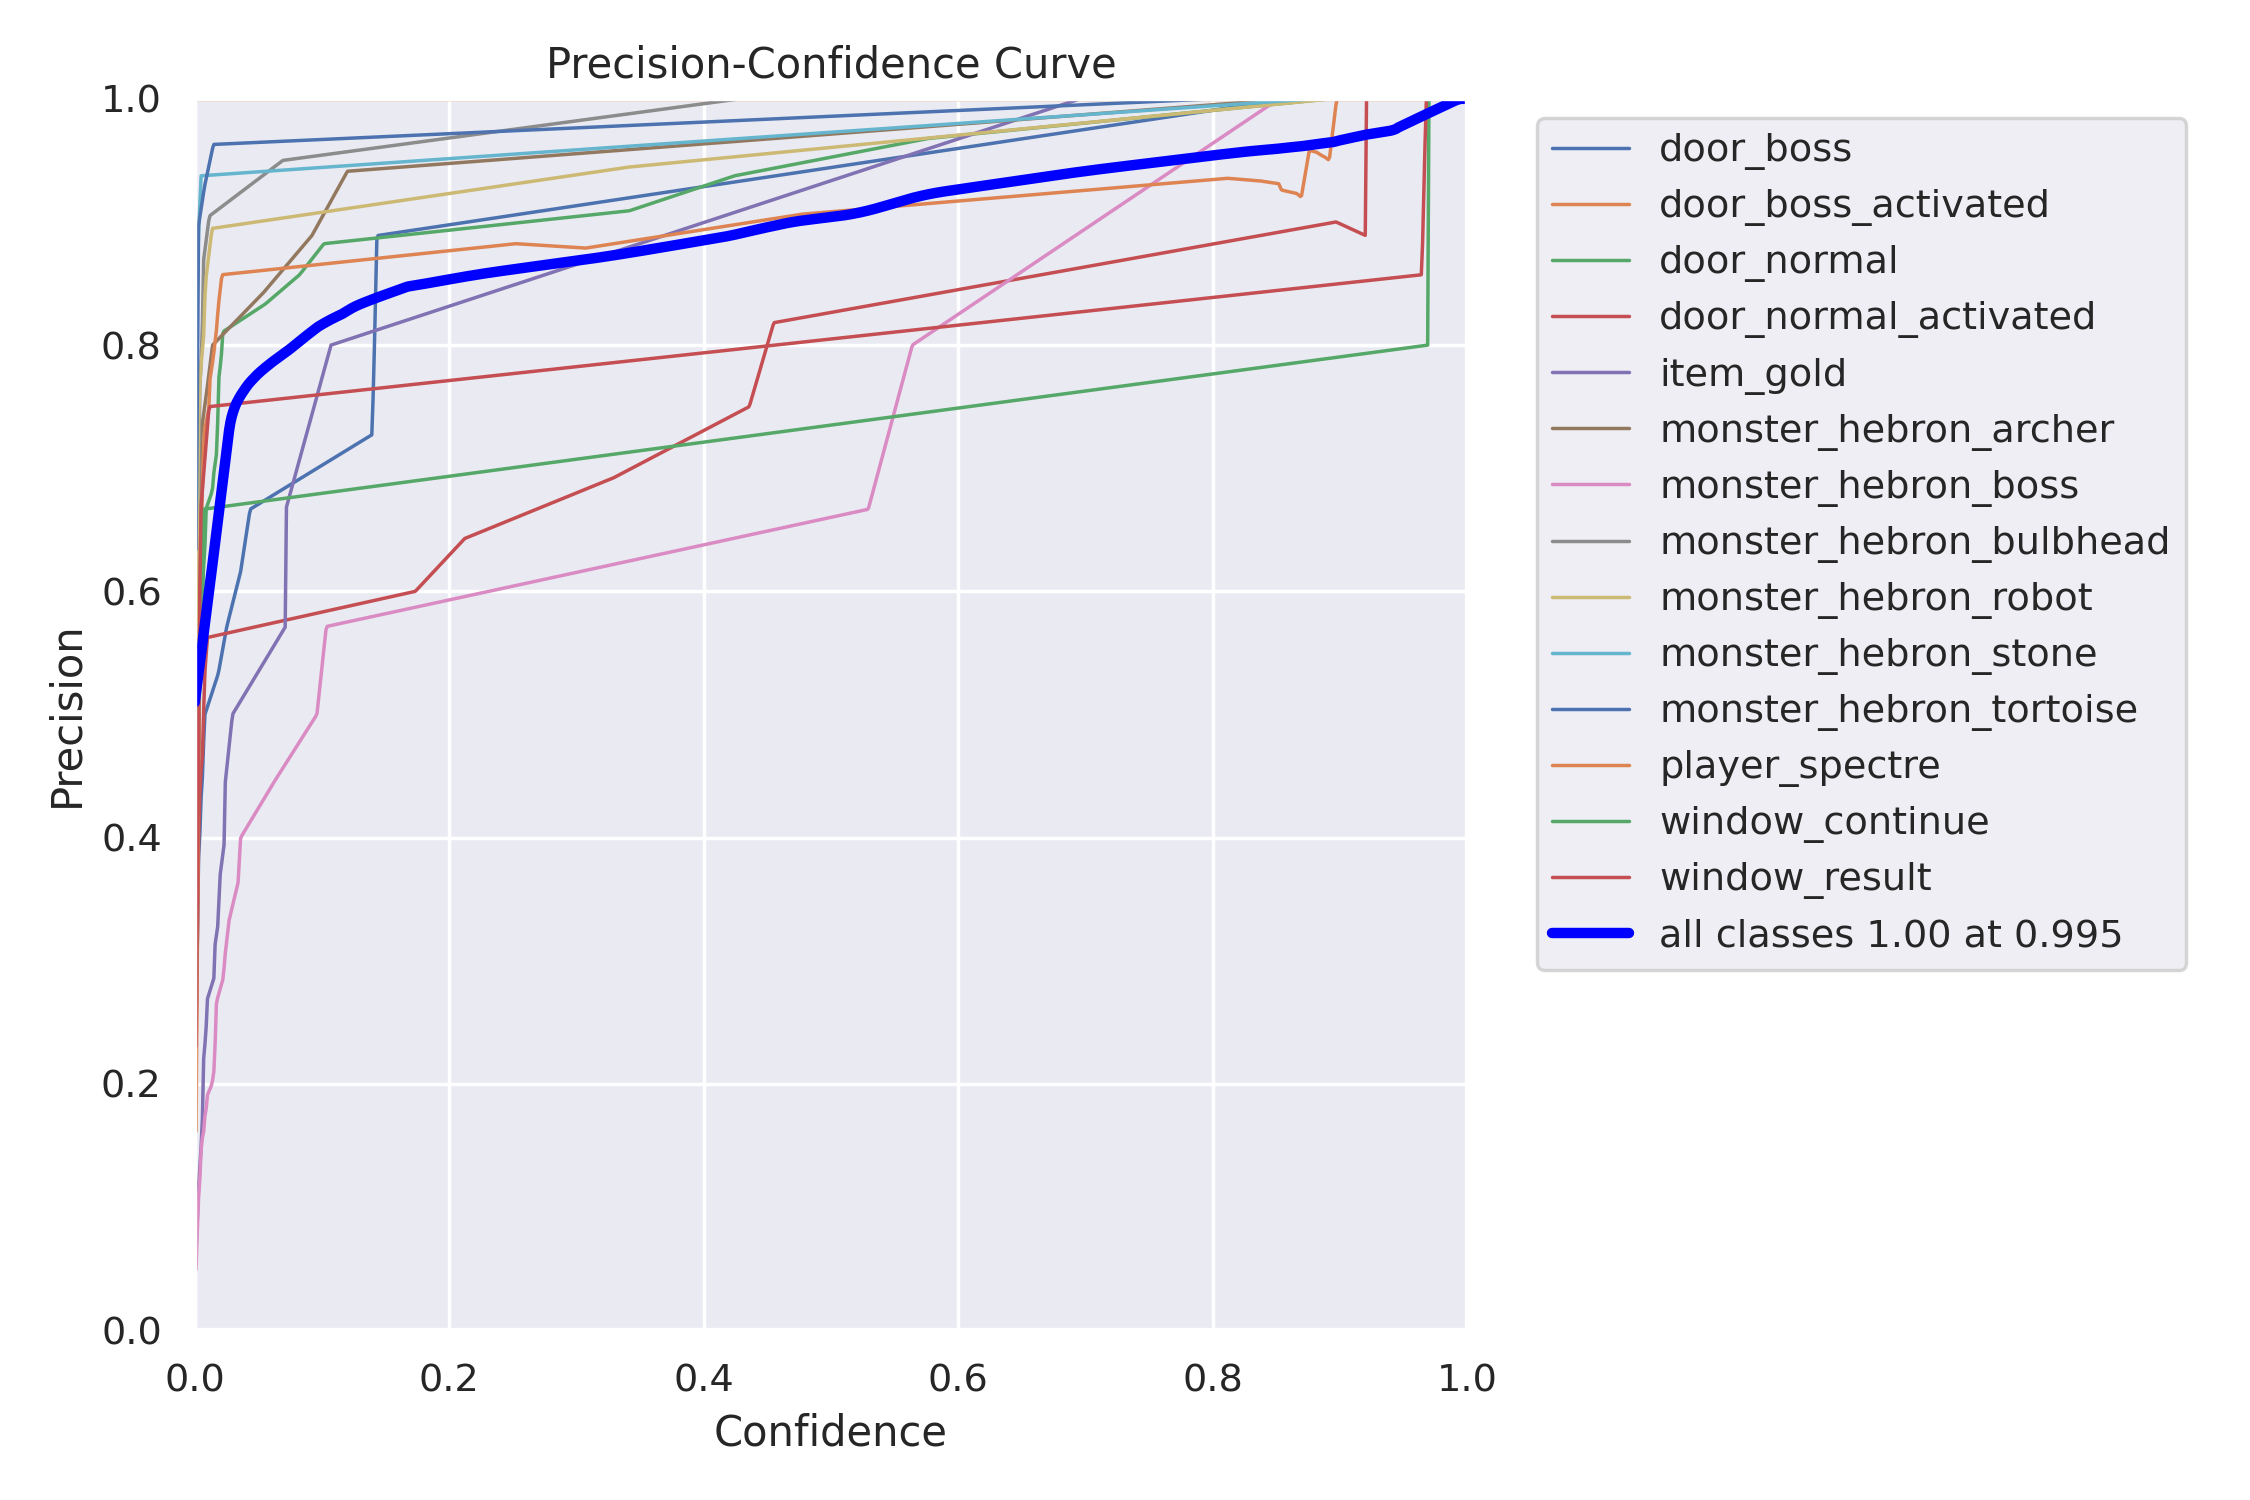 Precision-Confidence Curve
1.0
0.8
0.6
0.4
0.2
0.0
Precision
0.0 0.2 0.4 0.6 0.8 1.0
Confidence
door_boss
door_boss_activated
door_normal
door_normal_activated
item_gold
monster_hebron_archer
monster_hebron_boss
monster_hebron_bulbhead
monster_hebron_robot
monster_hebron_stone
monster_hebron_tortoise
player_spectre
window_continue
window_result
all classes 1.00 at 0.995